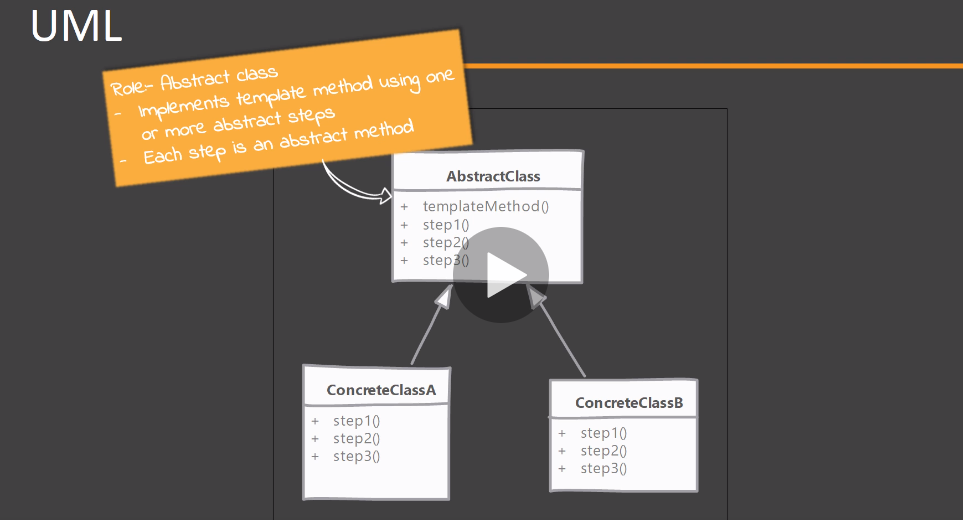 UML
Role- Abstract class
- Implements template method using one
or more abstract steps
- Each step is an abstract method
AbstractClass
+ templateMethod()
+ step1()
+ step2()
+ step3()
ConcreteClassA
+ step1()
+ step2()
+ step3()
ConcreteClassB
+ step1()
+ step2()
+ step3()